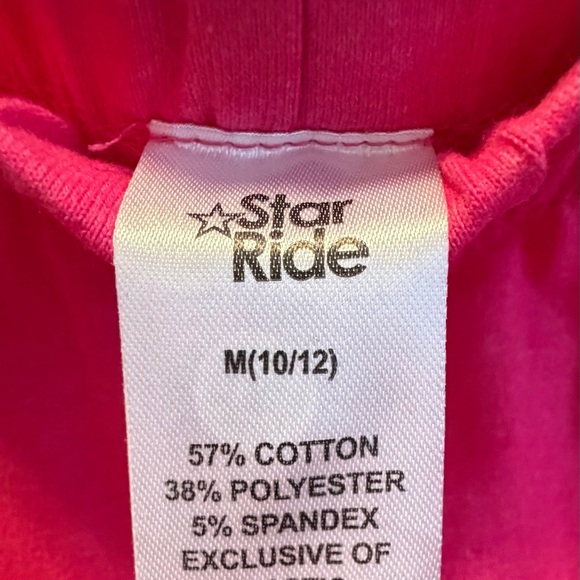 Star
Ride
M(10/12)
57% COTTON
38% POLYESTER
5% SPANDEX
EXCLUSIVE OF